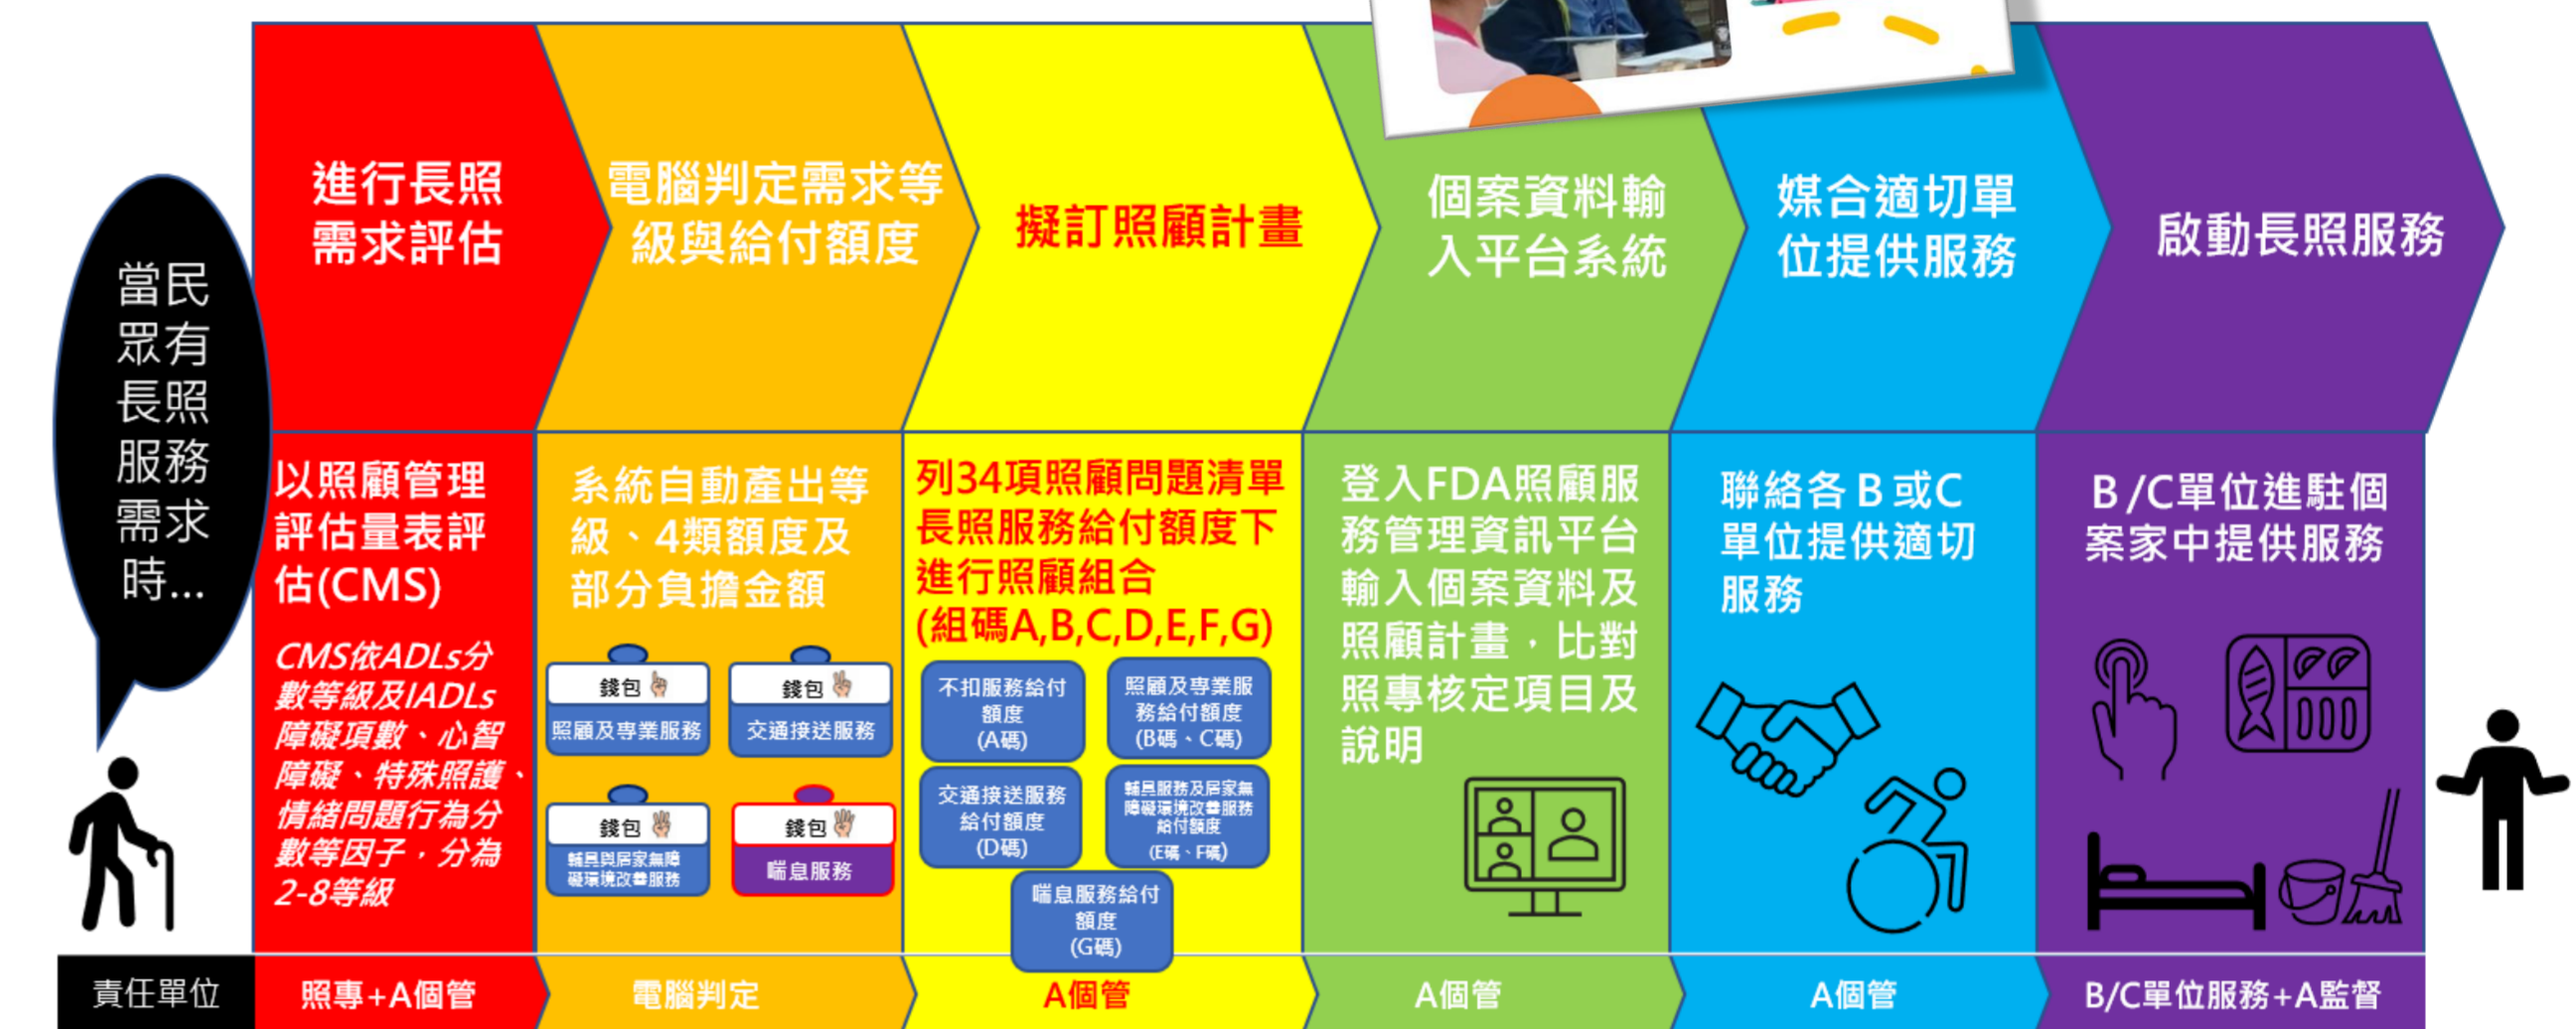 當民
眾有
長照
服務
需求
時...
進行長照
需求評估
電腦判定需求等
級與給付額度
擬訂照顧計畫
個案資料輸
入平台系統
媒合適切單
位提供服務
啟動長照服務
以照顧管理
評估量表評
估(CMS)
CMS依ADLs分
數等級及IADLs
障礙項數、心智
障礙、特殊照護、
情緒問題行為分
數等因子，分為
2-8等級
系統自動產出等
級、4類額度及
部分負擔金額
錢包
照顧及專業服務
錢包
交通接送服務
錢包
輔具與居家無障
礙環境改善服務
錢包
喘息服務
列34項照顧問題清單
長照服務給付額度下
進行照顧組合
(組碼A,B,C,D,E,F,G)
不扣服務給付
額度
(A碼)
照顧及專業服
務給付額度
(B碼、C碼)
交通接送服務
給付額度
(D碼)
輔具服務及居家無
障礙環境改善服務
給付額度
(E碼、F碼)
喘息服務給付
額度
(G碼)
登入FDA照顧服
務管理資訊平台
輸入個案資料及
照顧計畫，比對
照專核定項目及
說明
聯絡各B或C
單位提供適切
服務
B/C單位進駐個
案家中提供服務
責任單位
照專+A個管
電腦判定
A個管
A個管
A個管
B/C單位服務+A監督